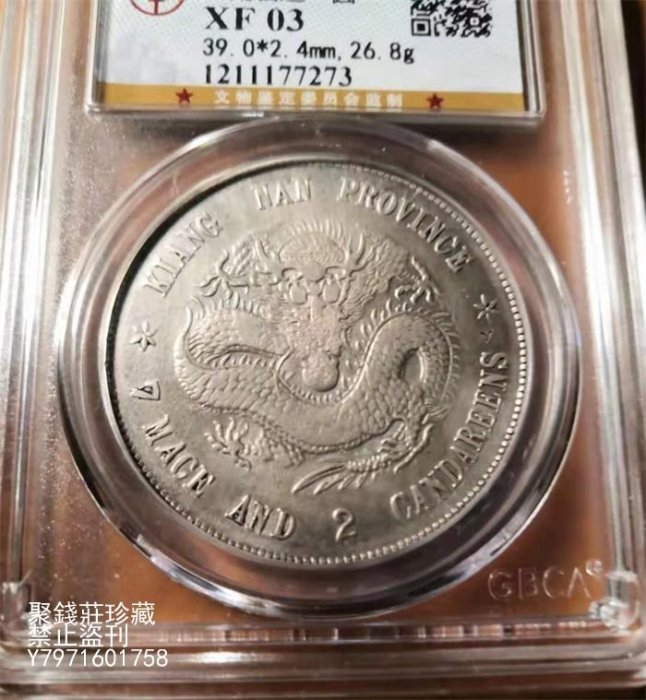 XF 03
39.0*2.4mm,26.8g
1211177273
★ 文物鉴定委员会监制 ★
KIANG NAN PROVINCE
7 MACE AND 2 CANDAREENS
GBCA®
聚錢莊珍藏
禁止盜刊
Y7971601758